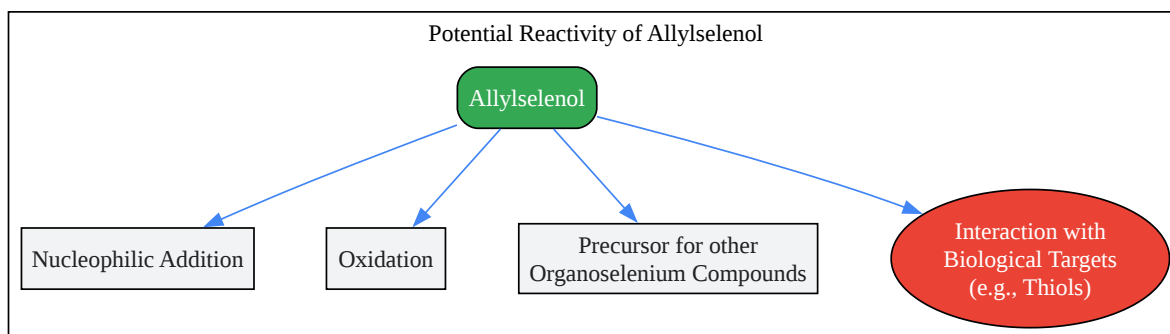 Potential Reactivity of Allylselenol
Allylselenol
Nucleophilic Addition
Oxidation
Precursor for other
Organoselenium Compounds
Interaction with
Biological Targets
(e.g., Thiols)